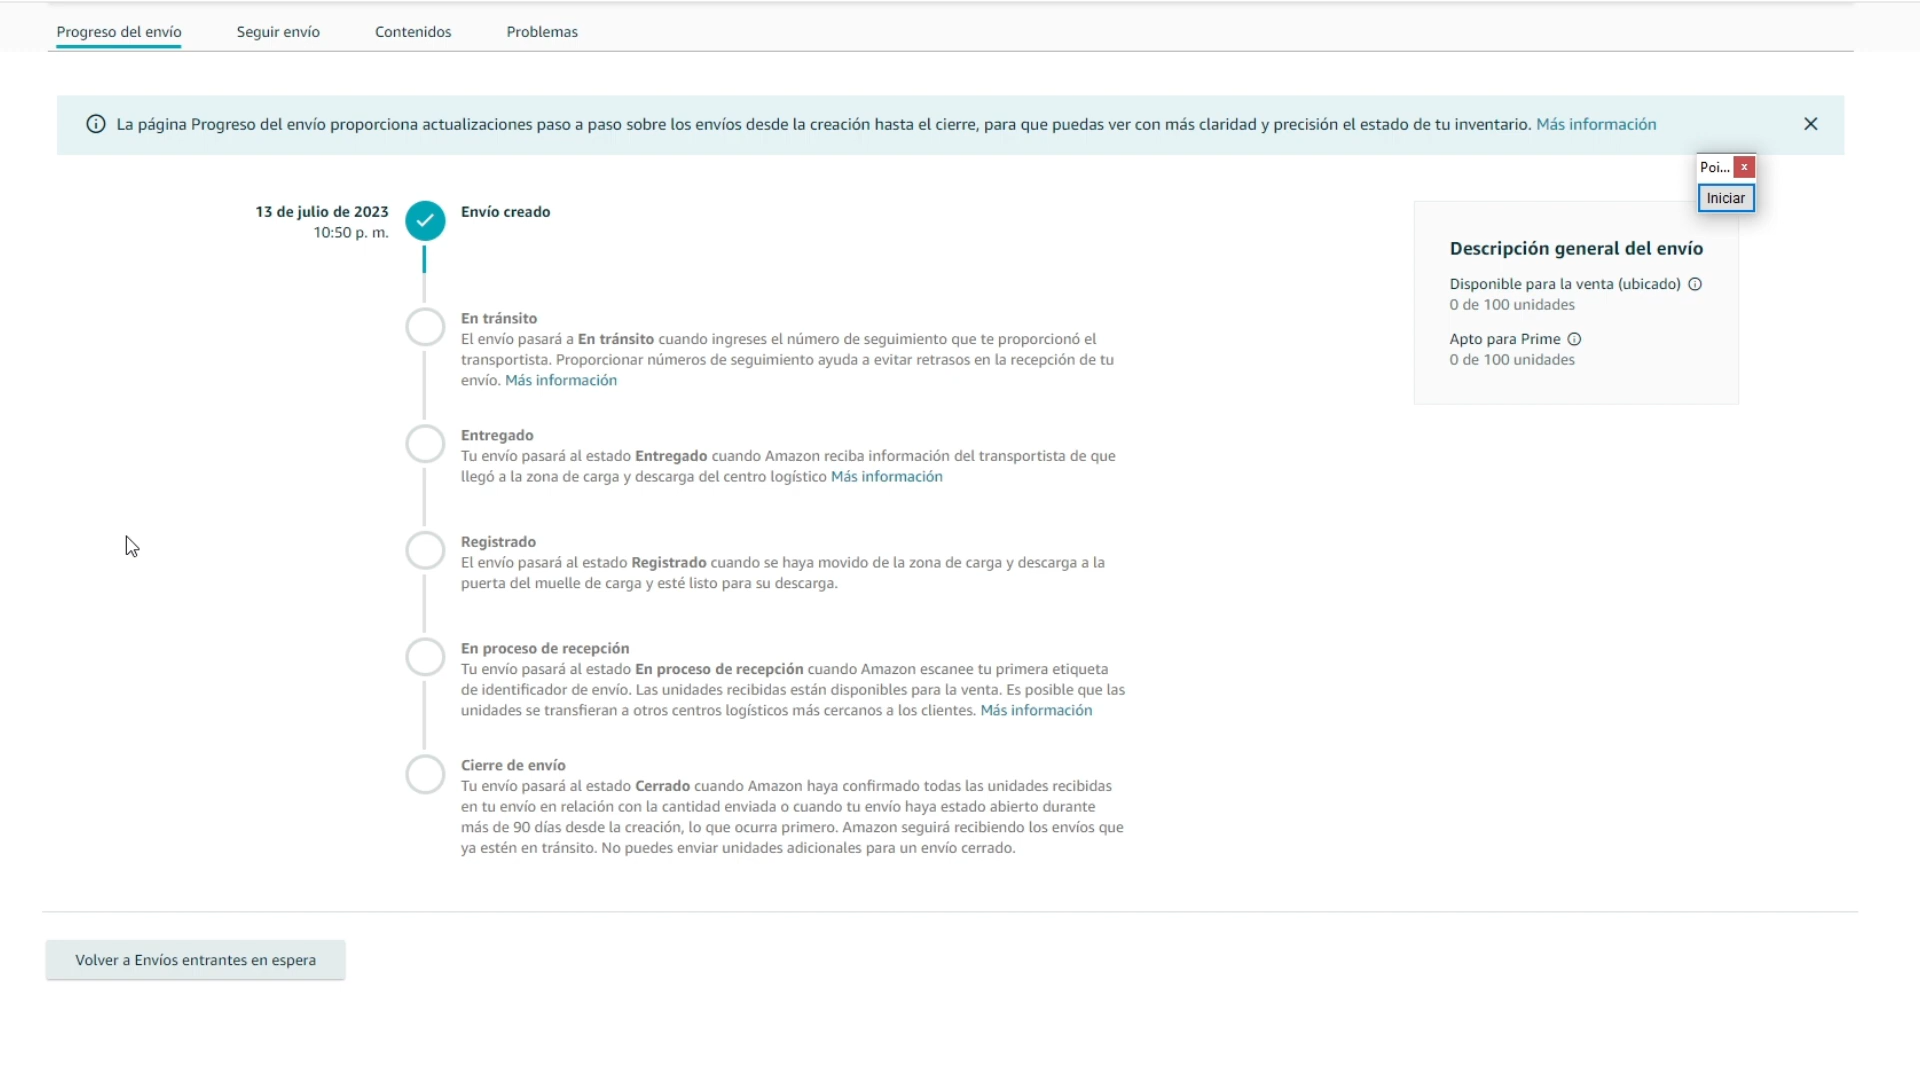 Progreso del envío
Seguir envío
Contenidos
Problemas
La página Progreso del envío proporciona actualizaciones paso a paso sobre los envíos desde la creación hasta el cierre, para que puedas ver con más claridad y precisión el estado de tu inventario. Más información
Poi...
Iniciar
13 de julio de 2023
10:50 p. m.
Envío creado
En tránsito
El envío pasará a En tránsito cuando ingreses el número de seguimiento que te proporcionó el
transportista. Proporcionar números de seguimiento ayuda a evitar retrasos en la recepción de tu
envío. Más información
Entregado
Tu envío pasará al estado Entregado cuando Amazon reciba información del transportista de que
llegó a la zona de carga y descarga del centro logístico Más información
Registrado
El envío pasará al estado Registrado cuando se haya movido de la zona de carga y descarga a la
puerta del muelle de carga y esté listo para su descarga.
En proceso de recepción
Tu envío pasará al estado En proceso de recepción cuando Amazon escanee tu primera etiqueta
de identificador de envío. Las unidades recibidas están disponibles para la venta. Es posible que las
unidades se transfieran a otros centros logísticos más cercanos a los clientes. Más información
Cierre de envío
Tu envío pasará al estado Cerrado cuando Amazon haya confirmado todas las unidades recibidas
en tu envío en relación con la cantidad enviada o cuando tu envío haya estado abierto durante
más de 90 días desde la creación, lo que ocurra primero. Amazon seguirá recibiendo los envíos que
ya estén en tránsito. No puedes enviar unidades adicionales para un envío cerrado.
Descripción general del envío
Disponible para la venta (ubicado)
0 de 100 unidades
Apto para Prime
0 de 100 unidades
Volver a Envíos entrantes en espera